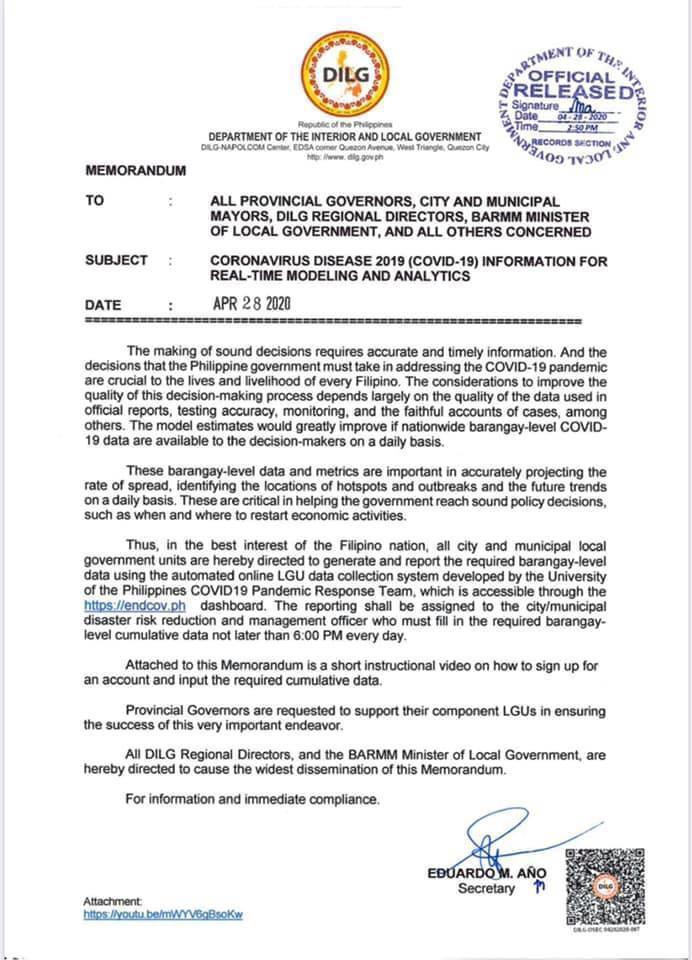 DILG
Republic of the Philippines
DEPARTMENT OF THE INTERIOR AND LOCAL GOVERNMENT
DILG-NAPOLCOM Center, EDSA corner Quezon Avenue, West Triangle, Quezon City
http: //www. dilg.gov.ph
DEPARTMENT OF THE INTERIOR AND LOCAL GOVERNMENT
OFFICIAL
RELEASED
Signature
Date 04-28-2020
Time 2:50 PM
RECORDS SECTION
MEMORANDUM
TO : ALL PROVINCIAL GOVERNORS, CITY AND MUNICIPAL
MAYORS, DILG REGIONAL DIRECTORS, BARMM MINISTER
OF LOCAL GOVERNMENT, AND ALL OTHERS CONCERNED
SUBJECT : CORONAVIRUS DISEASE 2019 (COVID-19) INFORMATION FOR
REAL-TIME MODELING AND ANALYTICS
DATE : APR 28 2020
The making of sound decisions requires accurate and timely information. And the
decisions that the Philippine government must take in addressing the COVID-19 pandemic
are crucial to the lives and livelihood of every Filipino. The considerations to improve the
quality of this decision-making process depends largely on the quality of the data used in
official reports, testing accuracy, monitoring, and the faithful accounts of cases, among
others. The model estimates would greatly improve if nationwide barangay-level COVID-
19 data are available to the decision-makers on a daily basis.
These barangay-level data and metrics are important in accurately projecting the
rate of spread, identifying the locations of hotspots and outbreaks and the future trends
on a daily basis. These are critical in helping the government reach sound policy decisions,
such as when and where to restart economic activities.
Thus, in the best interest of the Filipino nation, all city and municipal local
government units are hereby directed to generate and report the required barangay-level
data using the automated online LGU data collection system developed by the University
of the Philippines COVID19 Pandemic Response Team, which is accessible through the
https://endcov.ph dashboard. The reporting shall be assigned to the city/municipal
disaster risk reduction and management officer who must fill in the required barangay-
level cumulative data not later than 6:00 PM every day.
Attached to this Memorandum is a short instructional video on how to sign up for
an account and input the required cumulative data.
Provincial Governors are requested to support their component LGUs in ensuring
the success of this very important endeavor.
All DILG Regional Directors, and the BARMM Minister of Local Government, are
hereby directed to cause the widest dissemination of this Memorandum.
For information and immediate compliance.
EDUARDO M. AÑO
Secretary
DILG
DILG-OSEC 04282020-007
Attachment:
https://youtu.be/mWYV6gBsoKw